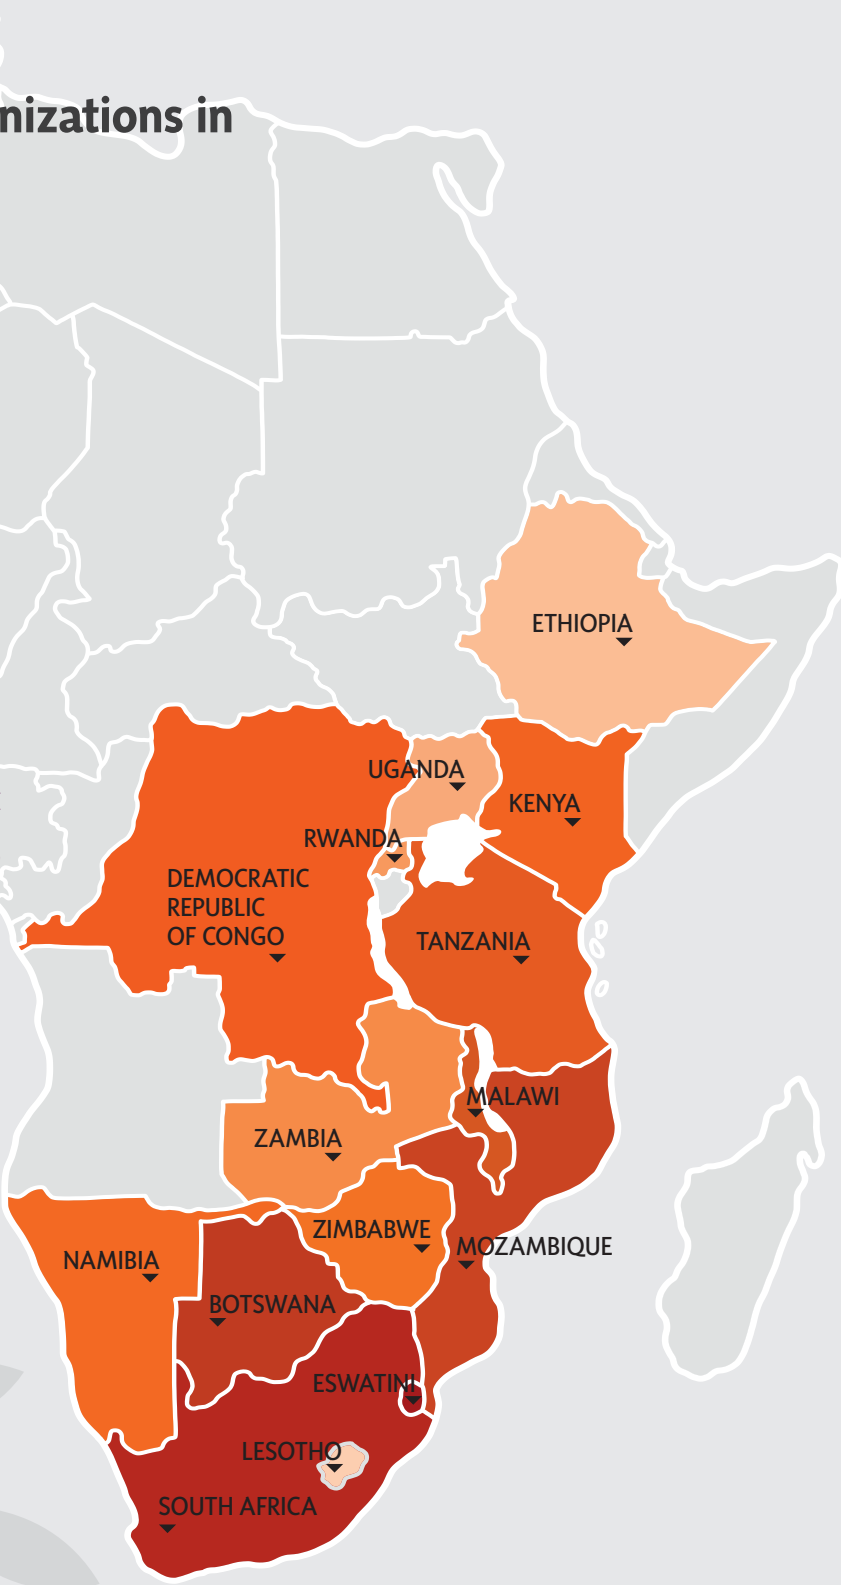 nizations in
ETHIOPIA
UGANDA
KENYA
RWANDA
DEMOCRATIC
REPUBLIC
OF CONGO
TANZANIA
MALAWI
ZAMBIA
ZIMBABWE
MOZAMBIQUE
NAMIBIA
BOTSWANA
ESWATINI
LESOTHO
SOUTH AFRICA